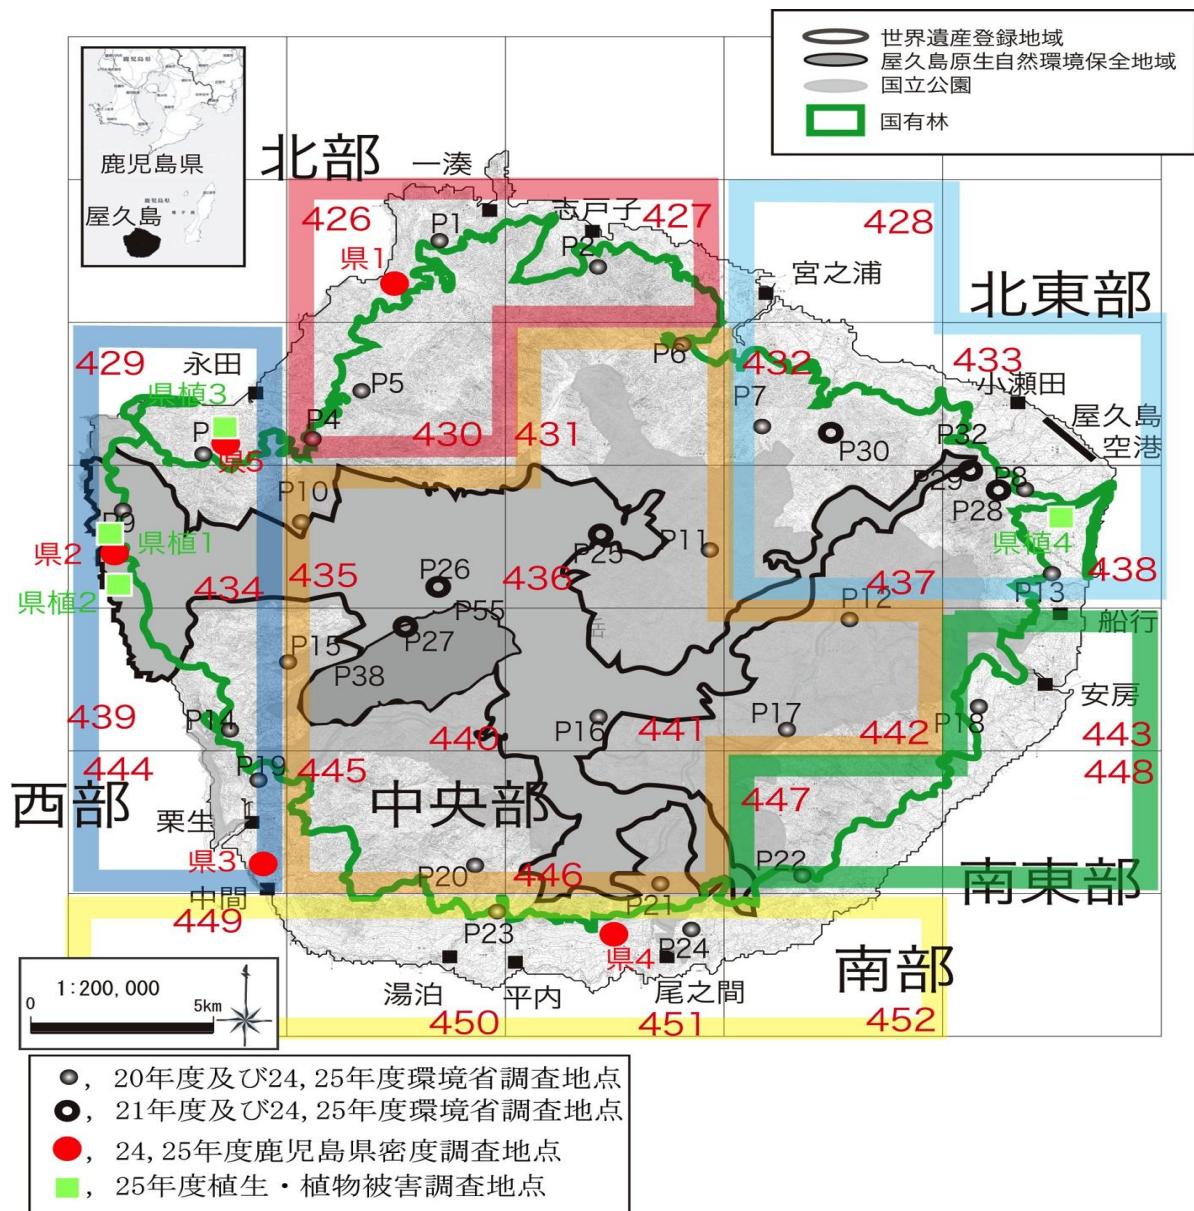 世界遺産登録地域
屋久島原生自然環境保全地域
国立公園
国有林
鹿児島県
屋久島
北部
一湊
志戸子
426
427
428
P1
P2
県1
宮之浦
北東部
429
永田
県植3
P6
432
433
小瀬田
P5
P7
屋久島
空港
P
P4
430
431
P30
P32
県5
P29
P8
P10
P28
P9
県植1
P11
県植4
県2
P25
434
435
436
437
438
県植2
P26
P12
P13
P55
岳
船行
P27
P15
P38
安房
439
P14
P16
P17
P18
440
441
442
443
444
P19
445
448
西部
中央部
447
栗生
県3
P20
446
P22
中間
P21
南東部
449
P23
県4
P24
南部
1:200,000
0 5km
湯泊
平内
尾之間
450
451
452
, 20年度及び24,25年度環境省調査地点
, 21年度及び24,25年度環境省調査地点
, 24,25年度鹿児島県密度調査地点
, 25年度植生・植物被害調査地点